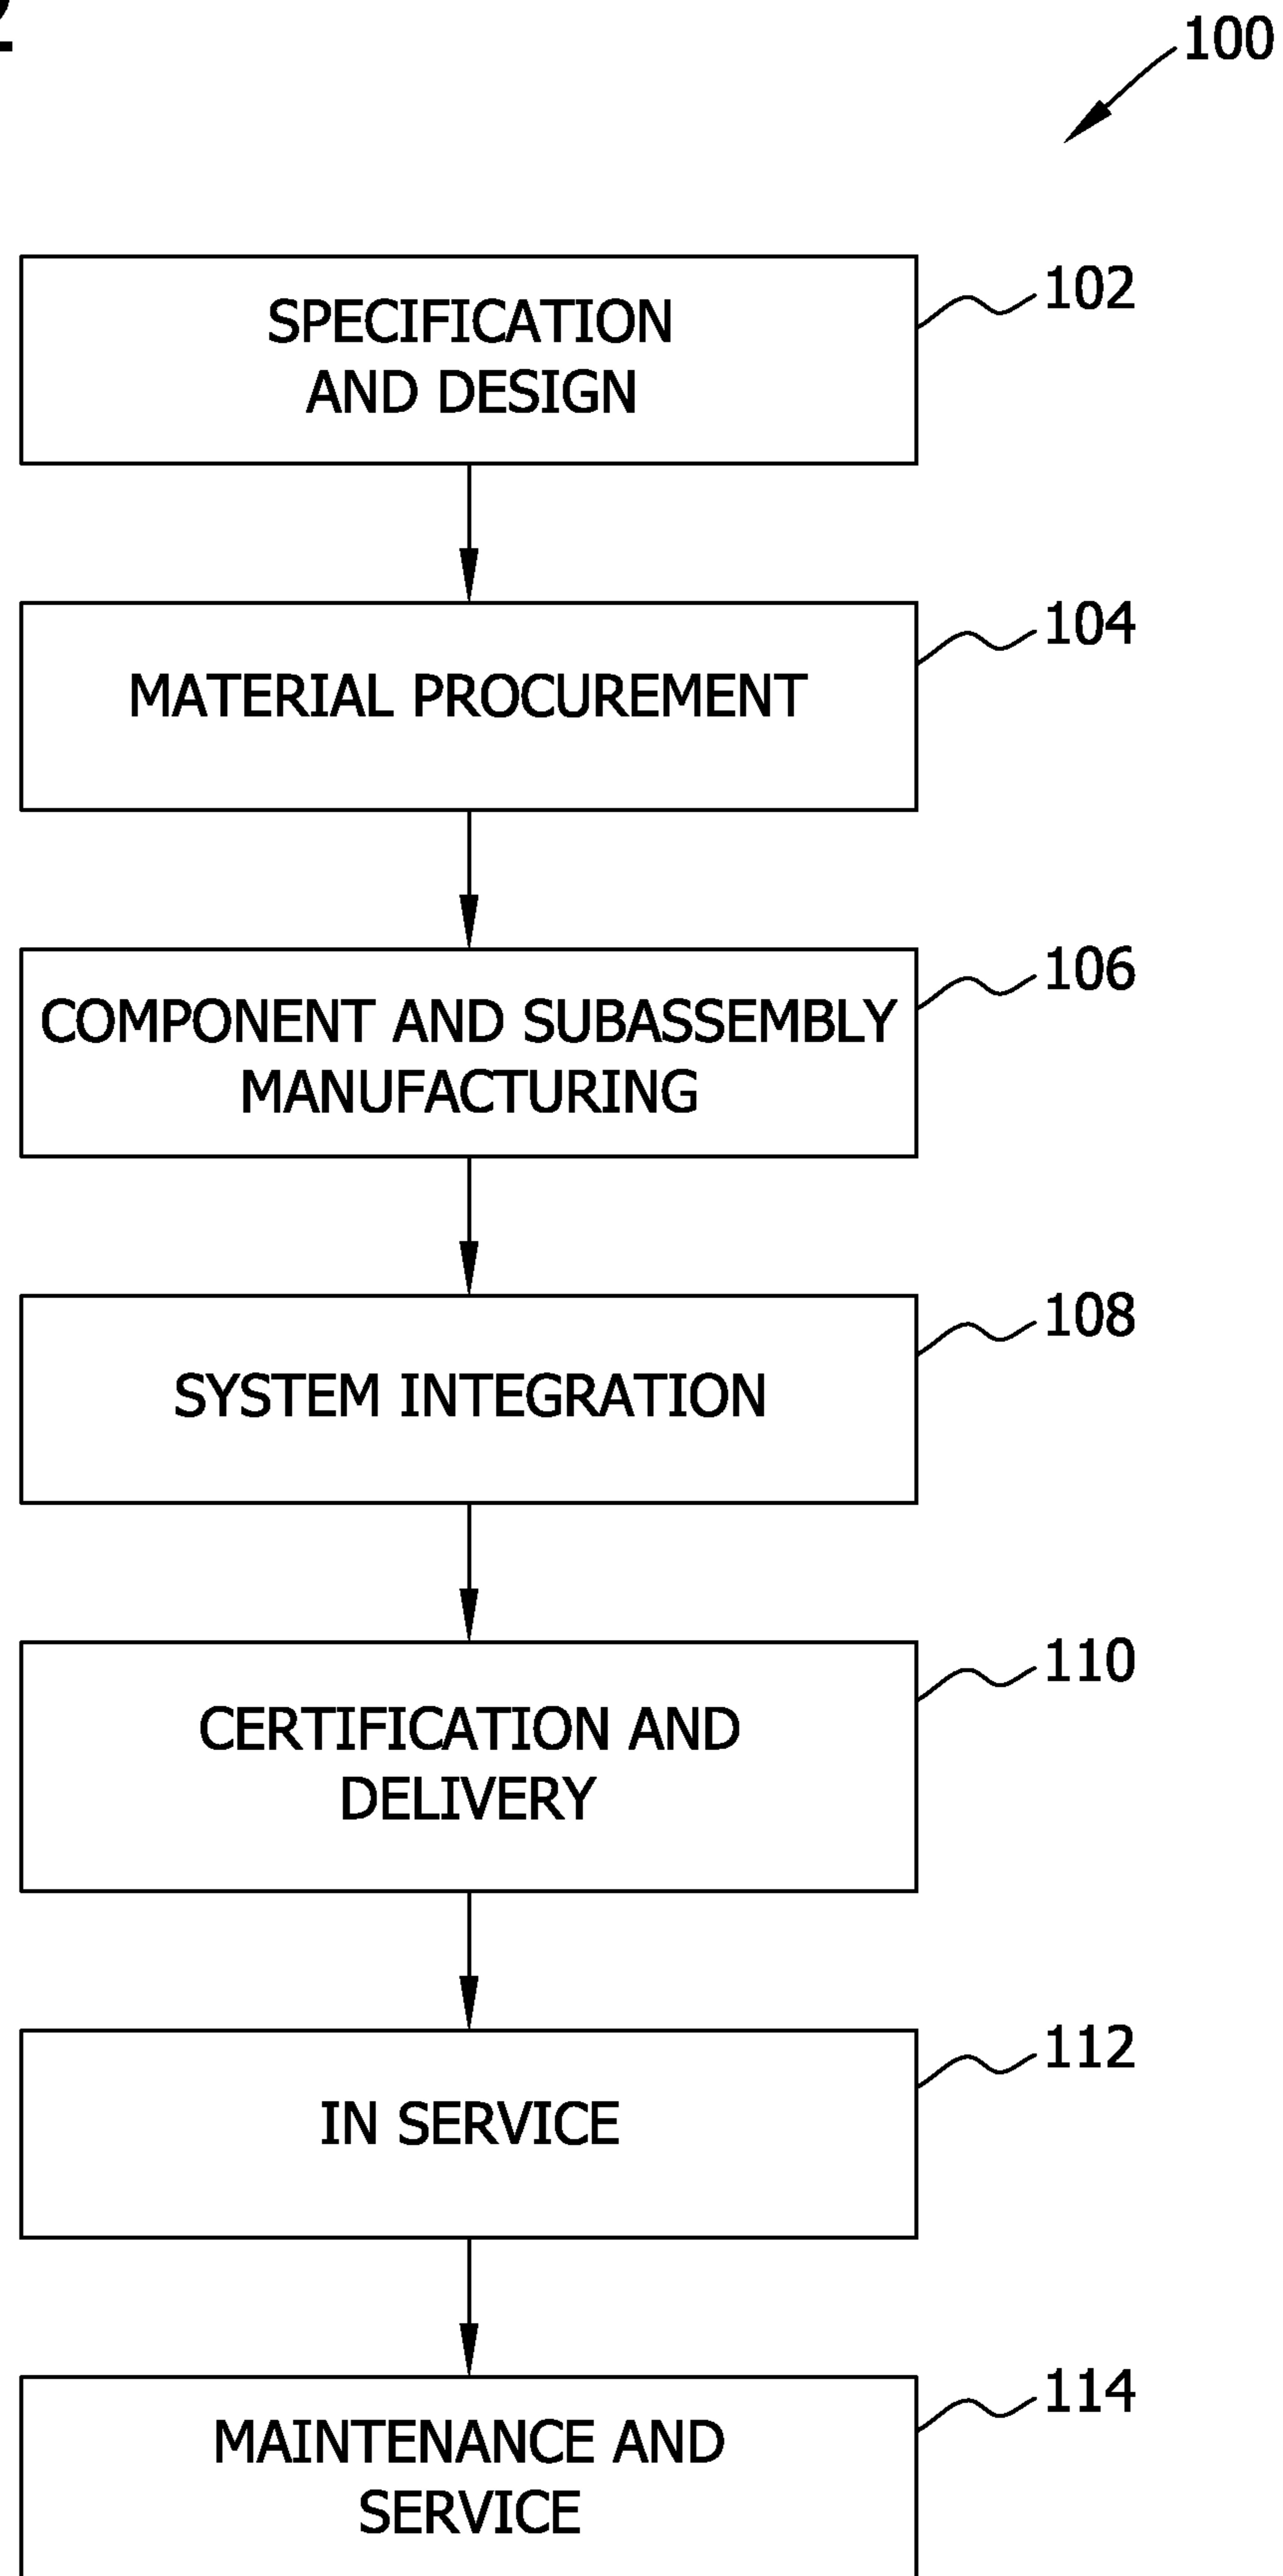 100
SPECIFICATION
AND DESIGN
102
MATERIAL PROCUREMENT
104
COMPONENT AND SUBASSEMBLY
MANUFACTURING
106
SYSTEM INTEGRATION
108
CERTIFICATION AND
DELIVERY
110
IN SERVICE
112
MAINTENANCE AND
SERVICE
114